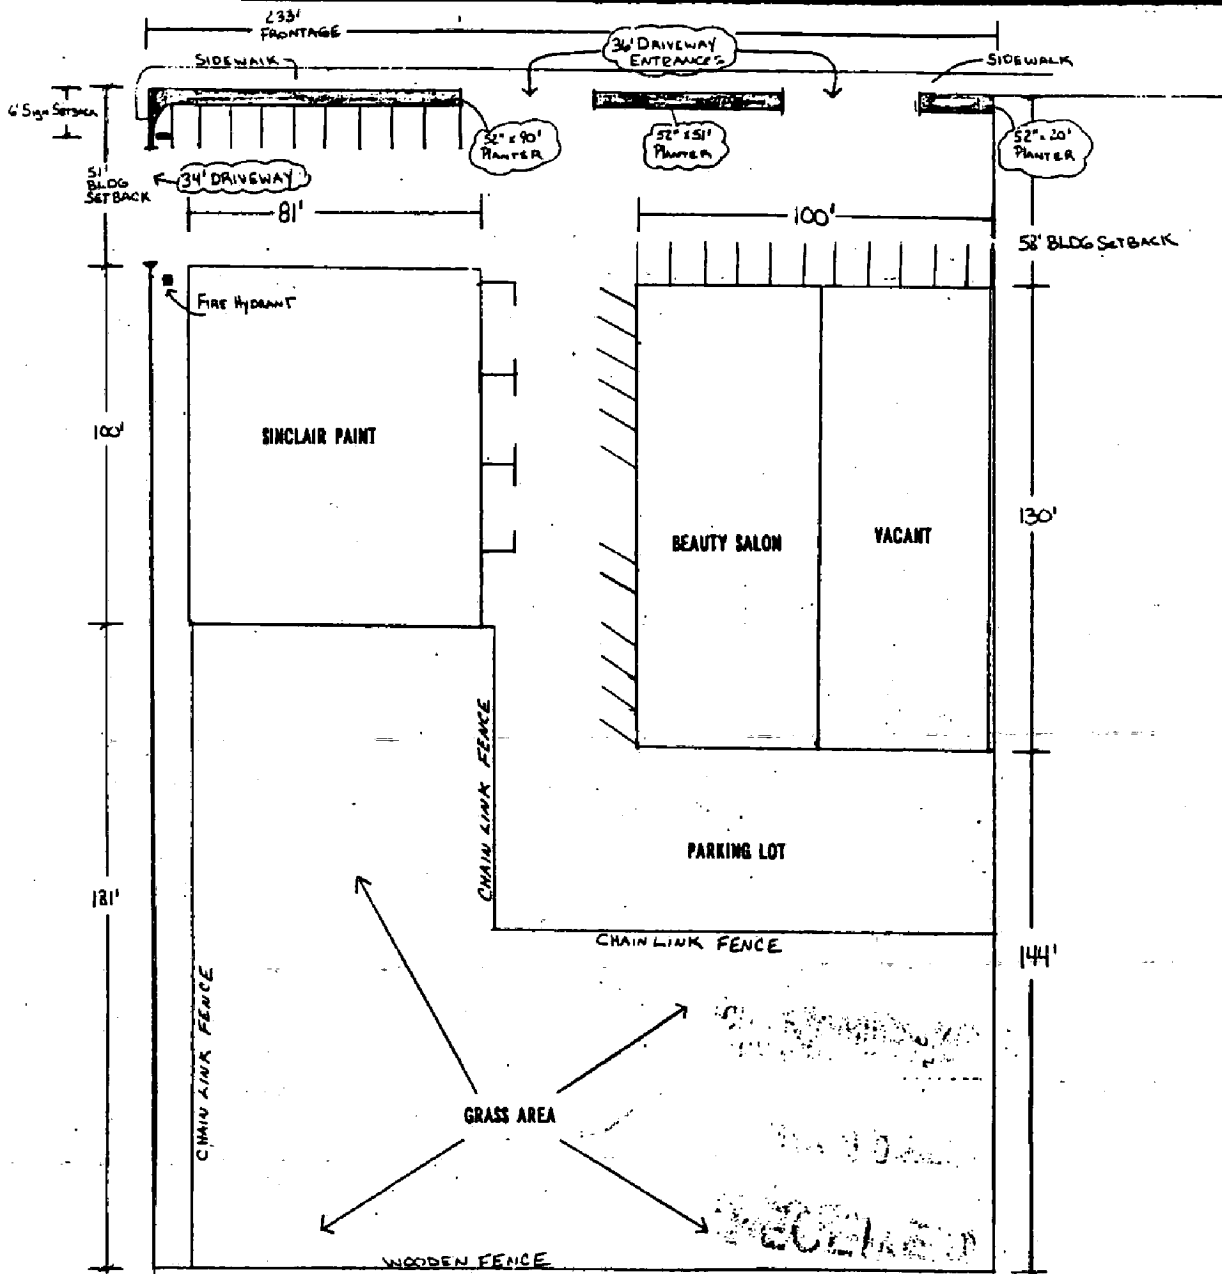 233'
FRONTAGE
36' DRIVEWAY
ENTRANCES
SIDEWALK
SIDEWALK
6' Sign Setback
52" x 90'
PLANTER
52" x 51'
PLANTER
52" x 20'
PLANTER
51'
BLDG
SETBACK
34' DRIVEWAY
81'
100'
58' BLDG SETBACK
FIRE HYDRANT
100'
SINCLAIR PAINT
BEAUTY SALON
VACANT
130'
CHAIN LINK FENCE
PARKING LOT
181'
CHAIN LINK FENCE
144'
CHAIN LINK FENCE
GRASS AREA
RECEIVED
WOODEN FENCE